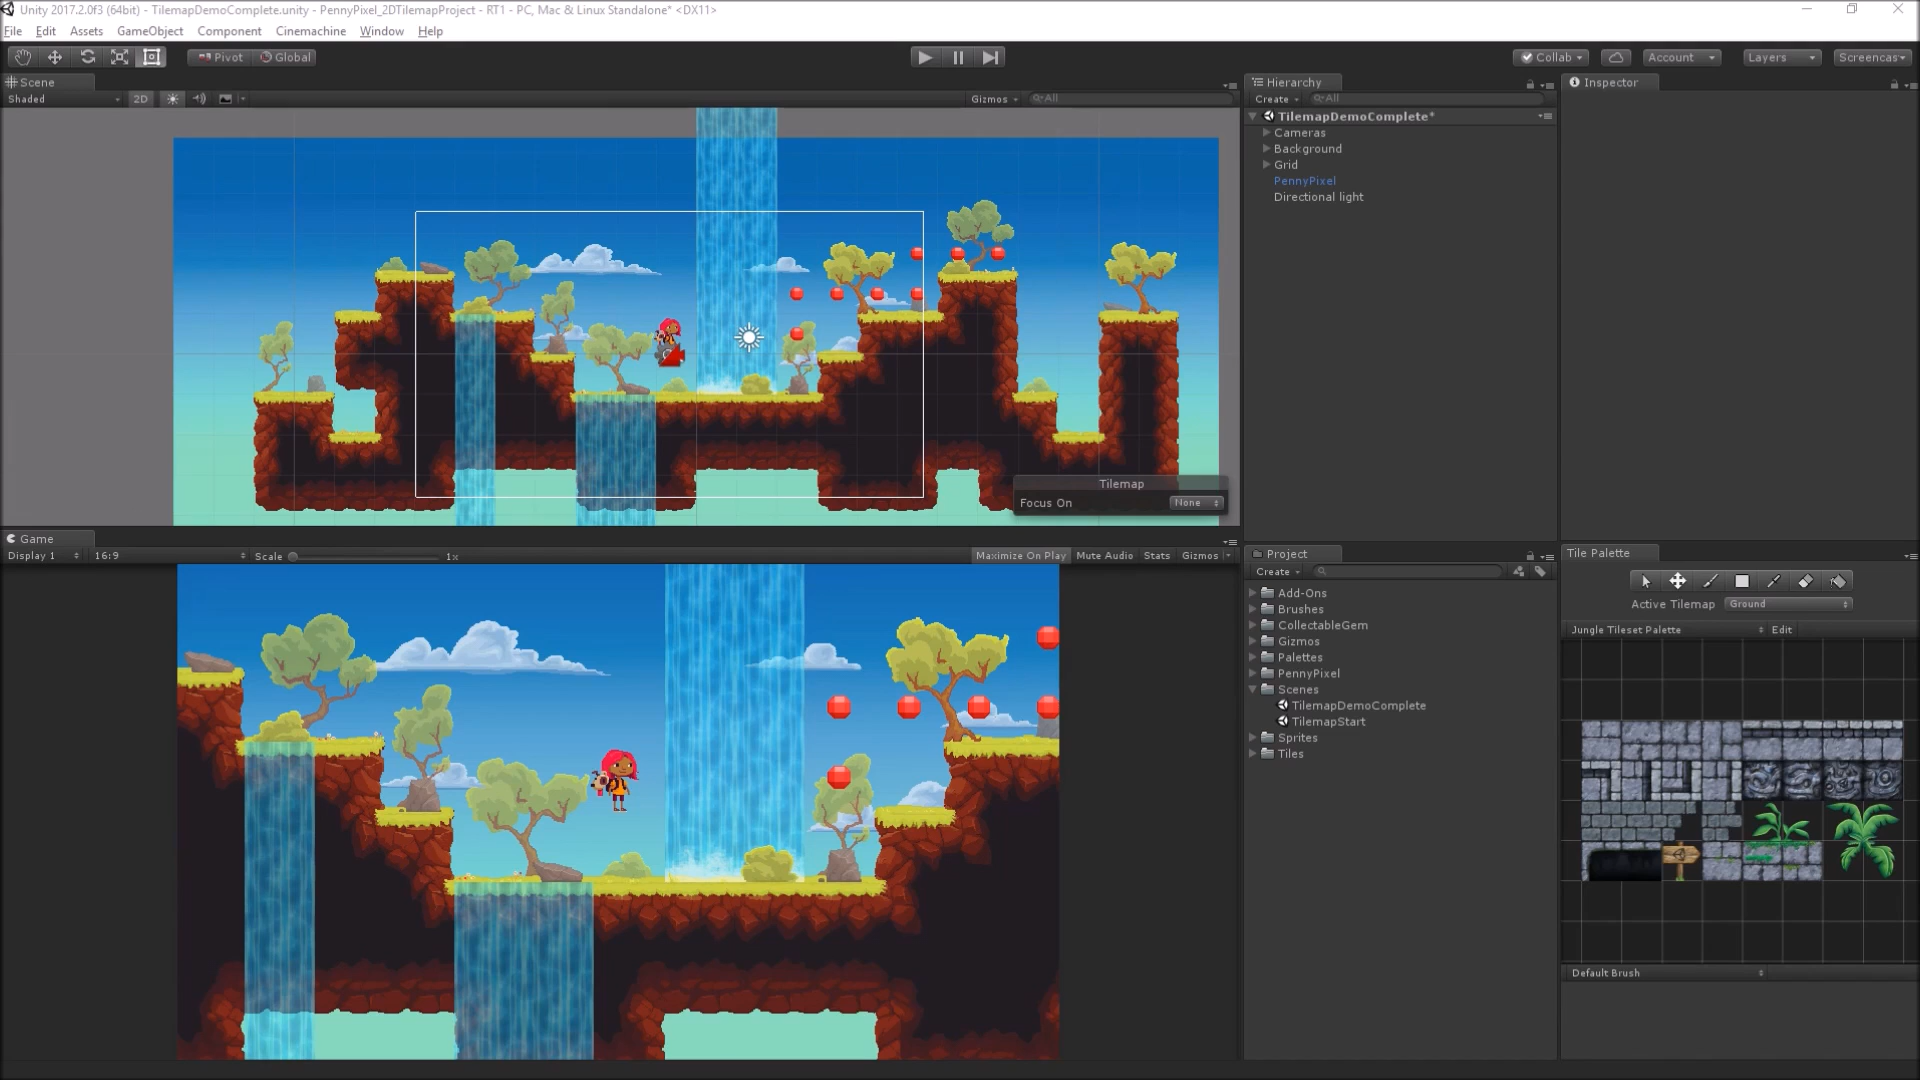 Unity 2017.2.0f3 (64bit) - TilemapDemoComplete.unity - PennyPixel_2DTilemapProject - RT1 - PC, Mac & Linux Standalone* <DX11>
File Edit Assets GameObject Component Cinemachine Window Help
Pivot Global Collab Account Layers Screencas
Scene
Shaded 2D Gizmos All
Tilemap
Focus On None
Game
Display 1 16:9 Scale 1x Maximize On Play Mute Audio Stats Gizmos
Hierarchy
Create All
TilemapDemoComplete*
Cameras
Background
Grid
PennyPixel
Directional light
Project
Create
Add-Ons
Brushes
CollectableGem
Gizmos
Palettes
PennyPixel
Scenes
TilemapDemoComplete
TilemapStart
Sprites
Tiles
Inspector
Tile Palette
Active Tilemap Ground
Jungle Tileset Palette Edit
Default Brush